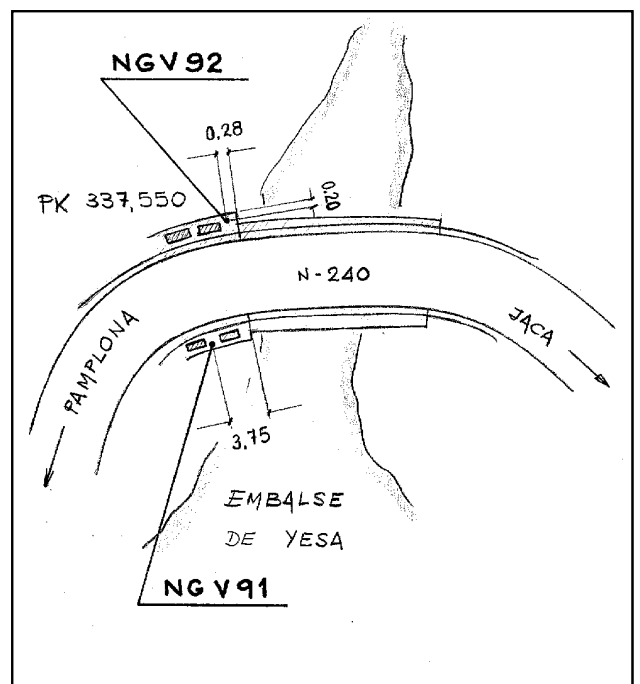 NGV92
0,28
0,20
PK 337,550
N-240
JACA
PAMPLONA
3,75
EMBALSE
DE YESA
NGV91